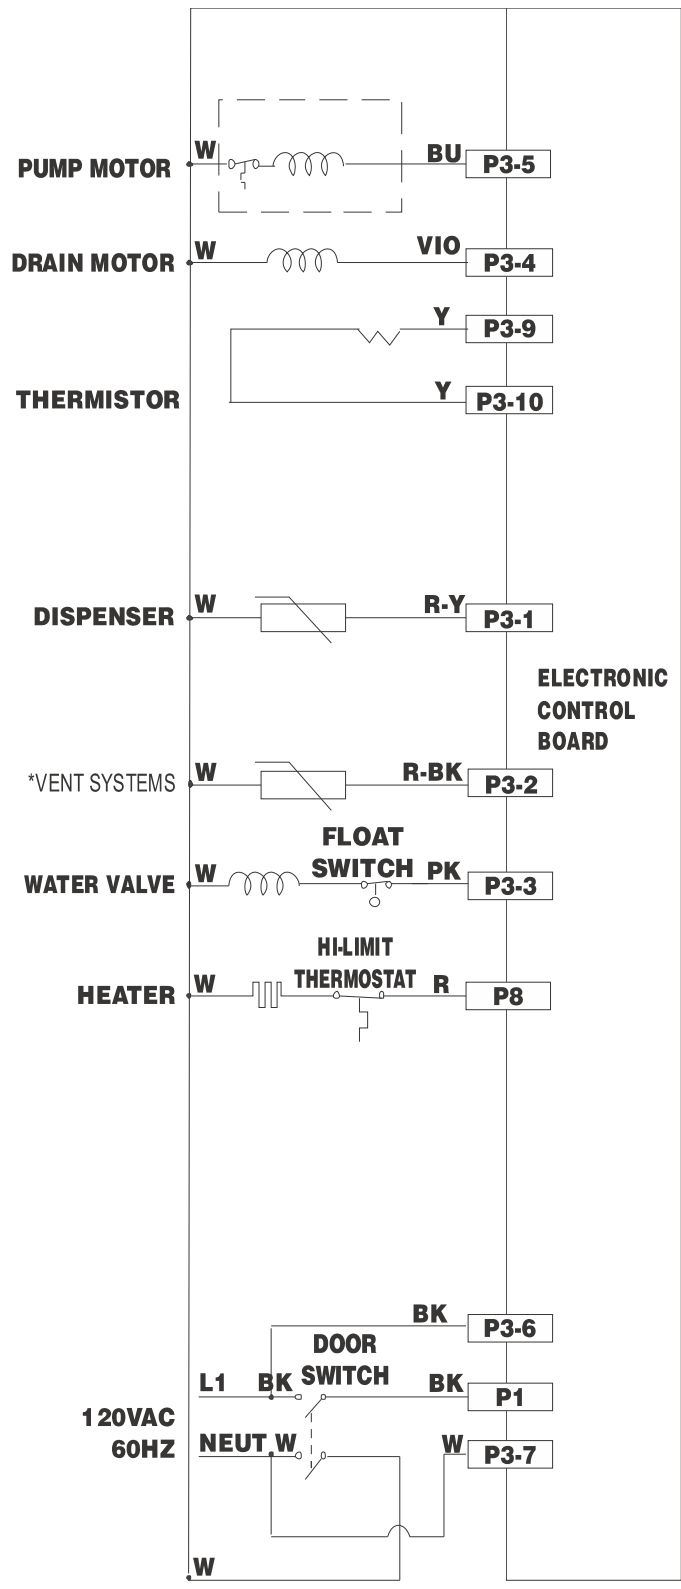 W
BU
PUMP MOTOR
P3-5
W
VIO
DRAIN MOTOR
P3-4
Y
P3-9
Y
THERMISTOR
P3-10
W
R-Y
DISPENSER
P3-1
ELECTRONIC
CONTROL
BOARD
W
R-BK
*VENT SYSTEMS
P3-2
FLOAT
SWITCH
W
PK
WATER VALVE
P3-3
HI-LIMIT
THERMOSTAT
W
R
HEATER
P8
BK
P3-6
DOOR
SWITCH
L1
BK
BK
P1
120VAC
60HZ
NEUT W
W
P3-7
W